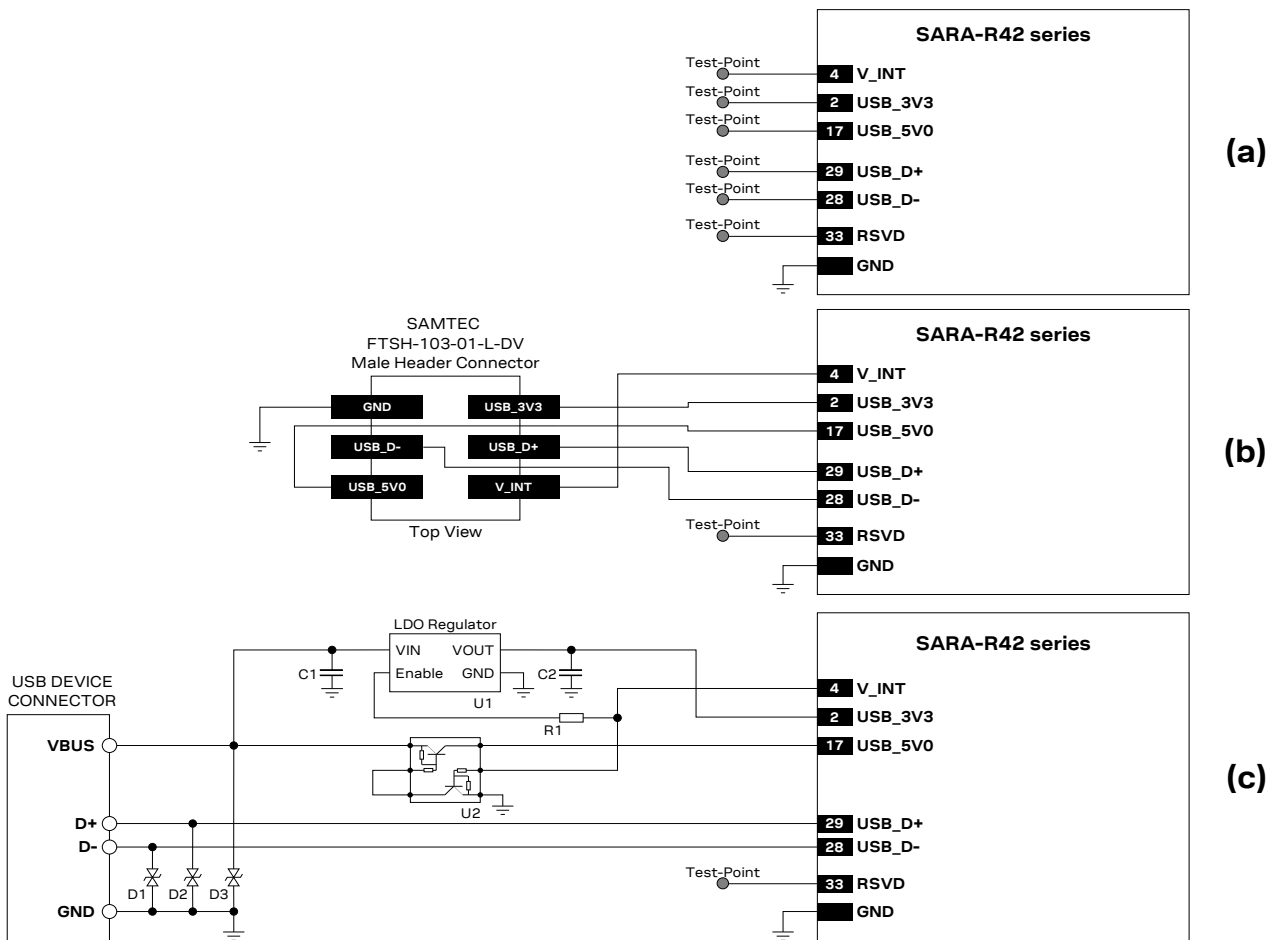 SARA-R42 series
Test-Point
4 V_INT
Test-Point
2 USB_3V3
Test-Point
17 USB_5V0
Test-Point
29 USB_D+
Test-Point
28 USB_D-
Test-Point
33 RSVD
GND
(a)
SAMTEC
FTSH-103-01-L-DV
Male Header Connector
GND
USB_3V3
USB_D-
USB_D+
USB_5V0
V_INT
Top View
SARA-R42 series
4 V_INT
2 USB_3V3
17 USB_5V0
29 USB_D+
28 USB_D-
Test-Point
33 RSVD
GND
(b)
USB DEVICE
CONNECTOR
VBUS
D+
D-
GND
D1
D2
D3
LDO Regulator
VIN
VOUT
Enable
GND
C1
C2
U1
R1
U2
SARA-R42 series
4 V_INT
2 USB_3V3
17 USB_5V0
29 USB_D+
28 USB_D-
Test-Point
33 RSVD
GND
(c)